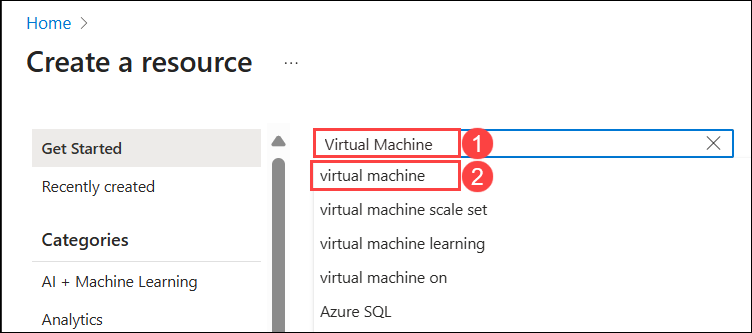 Home >
Create a resource ...
Get Started
Recently created
Categories
AI + Machine Learning
Analytics
Virtual Machine 1
virtual machine 2
virtual machine scale set
virtual machine learning
virtual machine on
Azure SQL